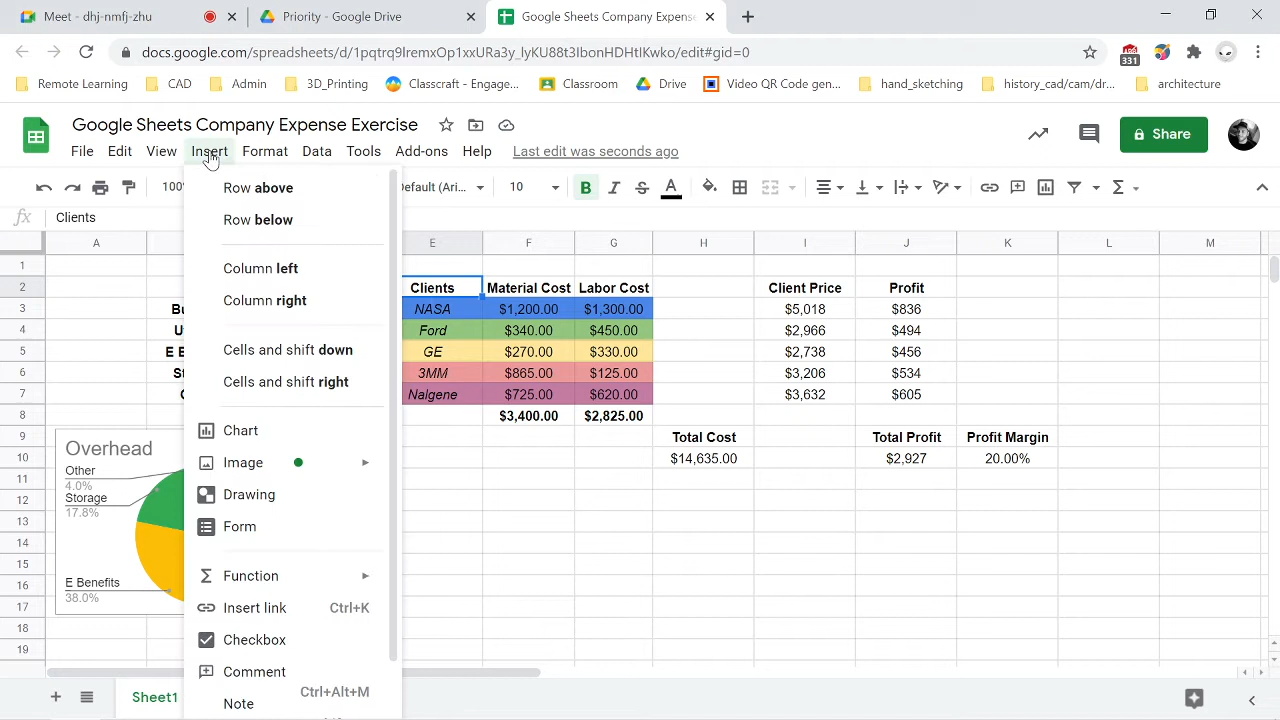 Meet - dhj-nmfj-zhu
Priority - Google Drive
Google Sheets Company Expense
docs.google.com/spreadsheets/d/1pqtrq9lremxOp1xxURa3y_lyKU88t3IbonHDHtlKwko/edit#gid=0
331
Remote Learning CAD Admin 3D_Printing Classcraft - Engage... Classroom Drive Video QR Code gen... hand_sketching history_cad/cam/dr... architecture
Google Sheets Company Expense Exercise
Share
File Edit View Insert Format Data Tools Add-ons Help Last edit was seconds ago
100 Default (Ari... 10 B I S A Σ
fx Clients
Row above
Row below
Column left
Column right
Cells and shift down
Cells and shift right
Chart
Image
Drawing
Form
Function
Insert link Ctrl+K
Checkbox
Comment Ctrl+Alt+M
Note
A E F G H I J K L M
1
2 Clients Material Cost Labor Cost Client Price Profit
3 Bu NASA $1,200.00 $1,300.00 $5,018 $836
4 Ut Ford $340.00 $450.00 $2,966 $494
5 E B GE $270.00 $330.00 $2,738 $456
6 St 3MM $865.00 $125.00 $3,206 $534
7 Nalgene $725.00 $620.00 $3,632 $605
8 $3,400.00 $2,825.00
9 Total Cost Total Profit Profit Margin
10 $14,635.00 $2,927 20.00%
11
12
13
14
15
16
17
18
19
Overhead
Other
4.0%
Storage
17.8%
E Benefits
38.0%
Sheet1